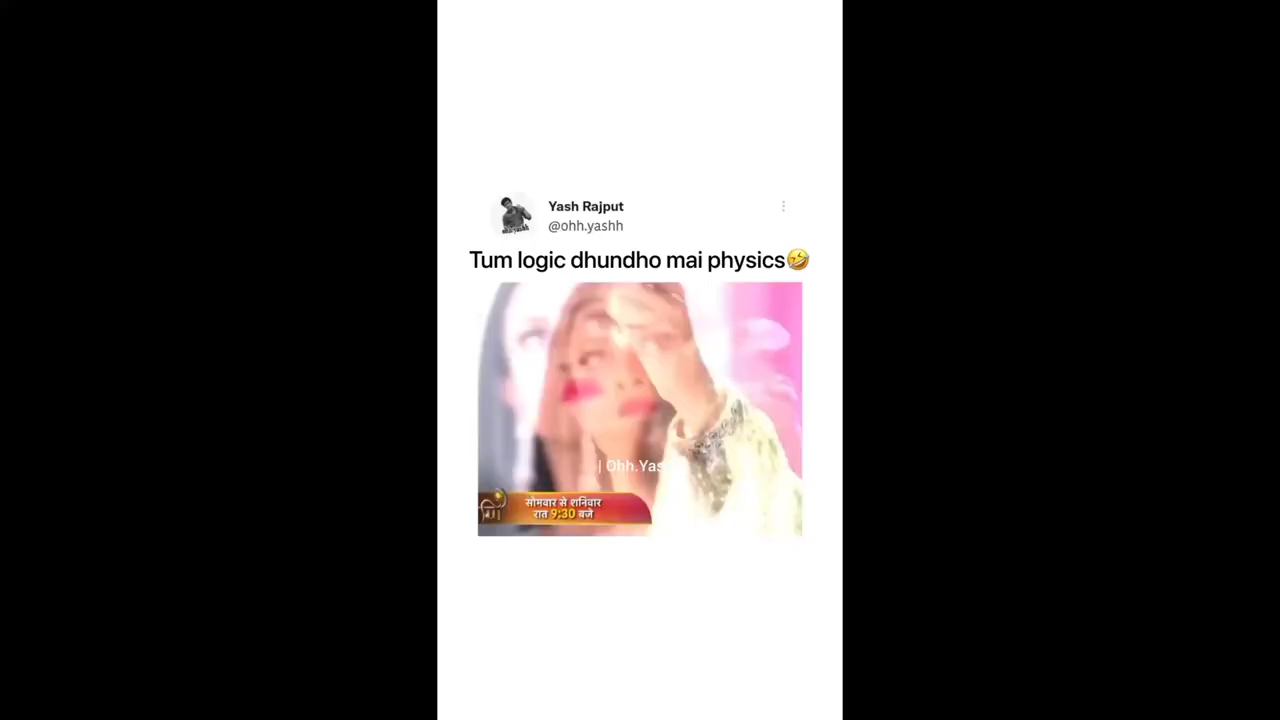 Yash Rajput
@ohh.yashh
Tum logic dhundho mai physics🤣
| Ohh.Yas
सोमवार से शनिवार
रात 9:30 बजे